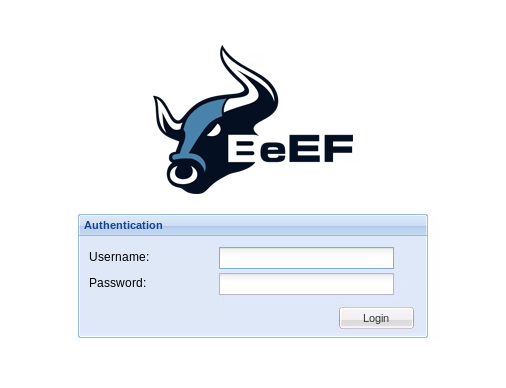 BeEF
Authentication
Username:
Password:
Login